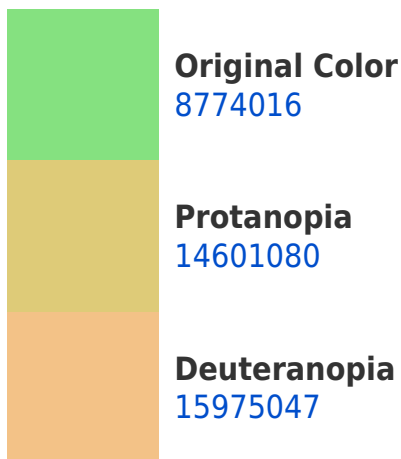 Original Color
8774016
Protanopia
14601080
Deuteranopia
15975047